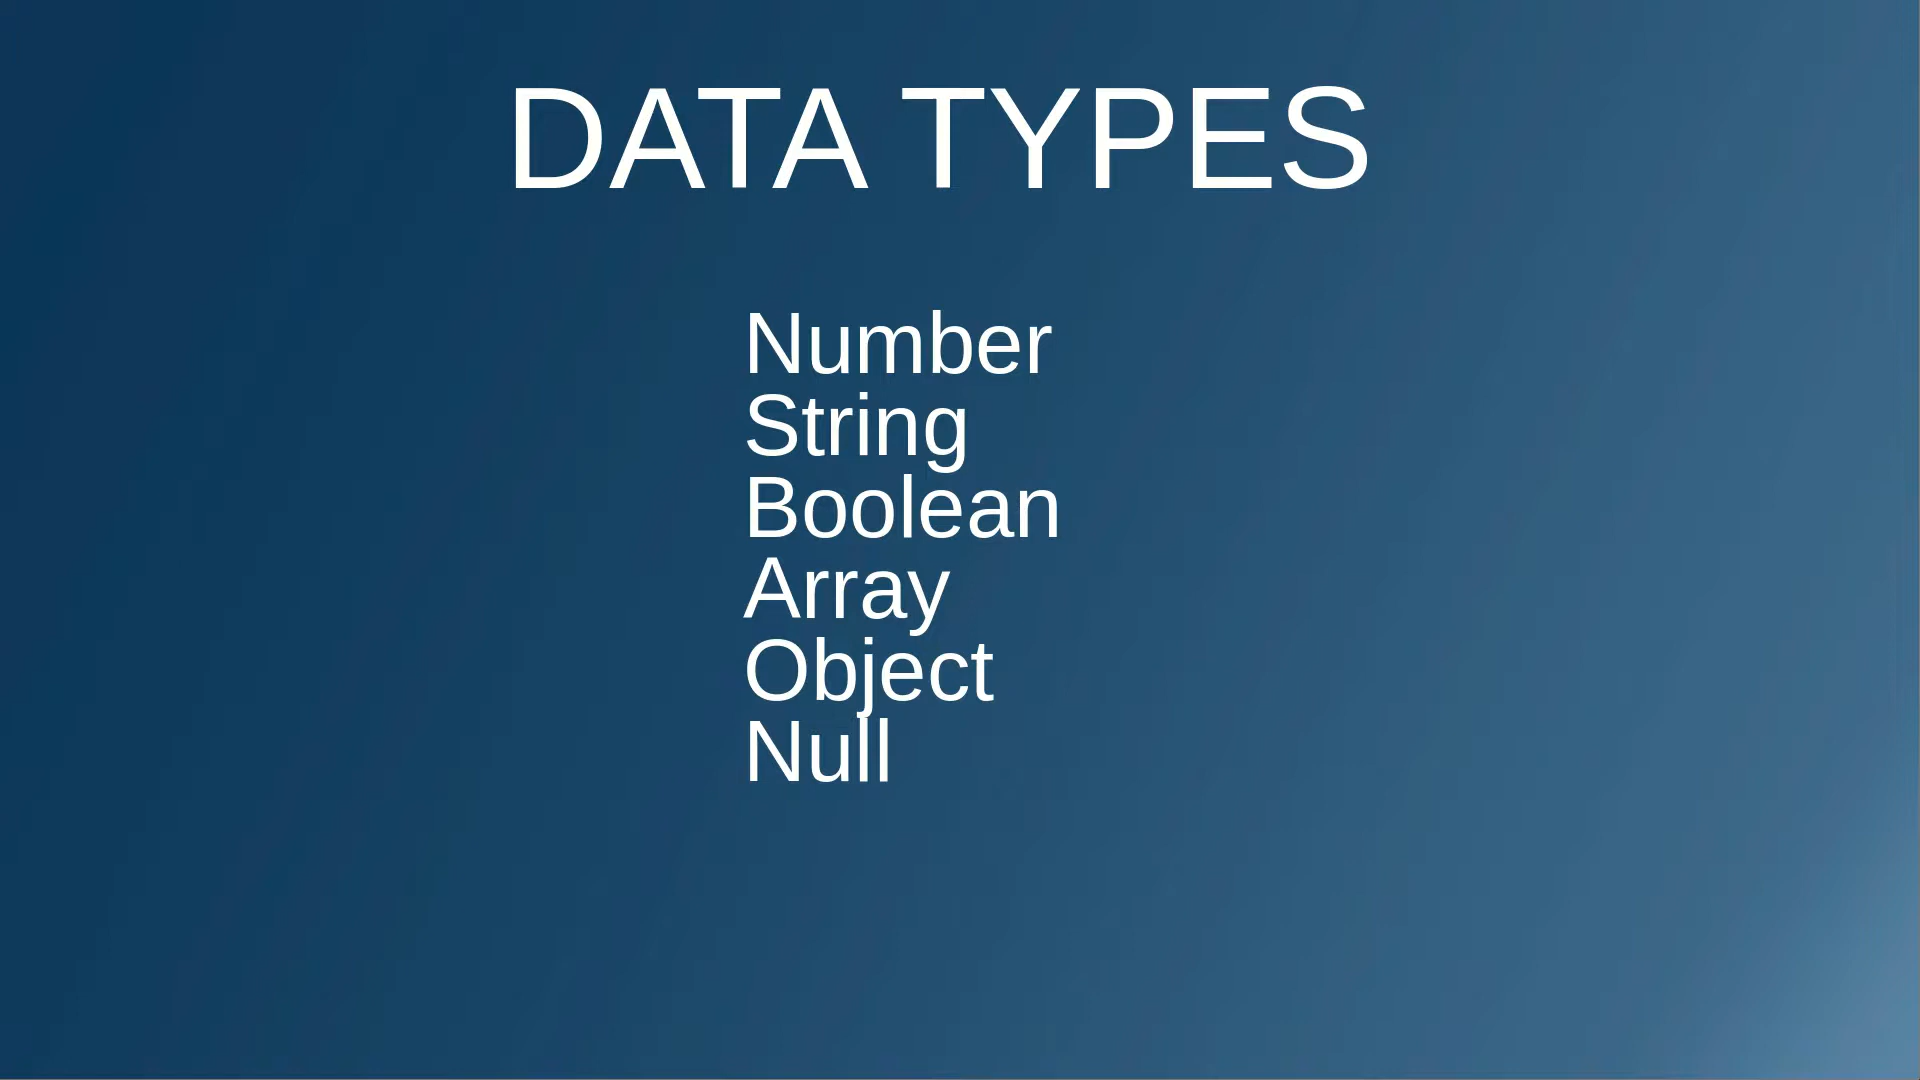 DATA TYPES
Number
String
Boolean
Array
Object
Null